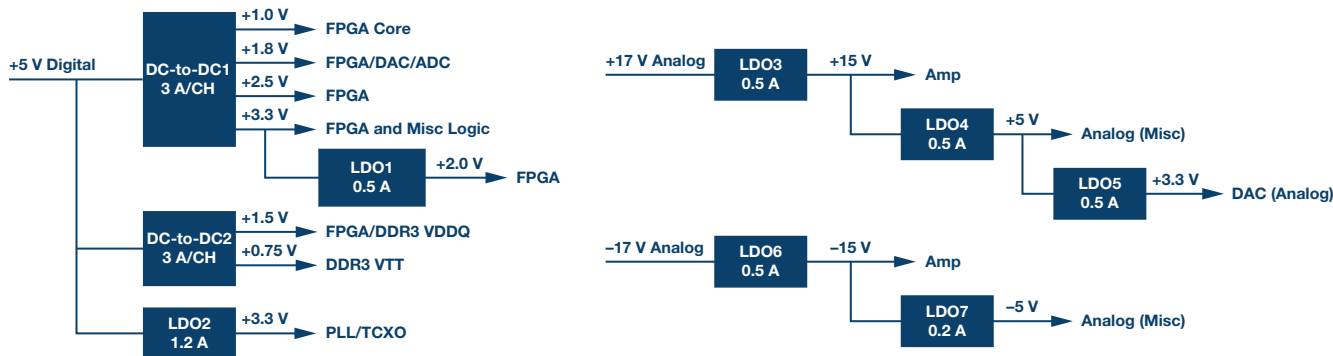 +5 V Digital
DC-to-DC1
3 A/CH
+1.0 V
FPGA Core
+1.8 V
FPGA/DAC/ADC
+2.5 V
FPGA
+3.3 V
FPGA and Misc Logic
LDO1
0.5 A
+2.0 V
FPGA
DC-to-DC2
3 A/CH
+1.5 V
FPGA/DDR3 VDDQ
+0.75 V
DDR3 VTT
LDO2
1.2 A
+3.3 V
PLL/TCXO
+17 V Analog
LDO3
0.5 A
+15 V
Amp
LDO4
0.5 A
+5 V
Analog (Misc)
LDO5
0.5 A
+3.3 V
DAC (Analog)
–17 V Analog
LDO6
0.5 A
–15 V
Amp
LDO7
0.2 A
–5 V
Analog (Misc)